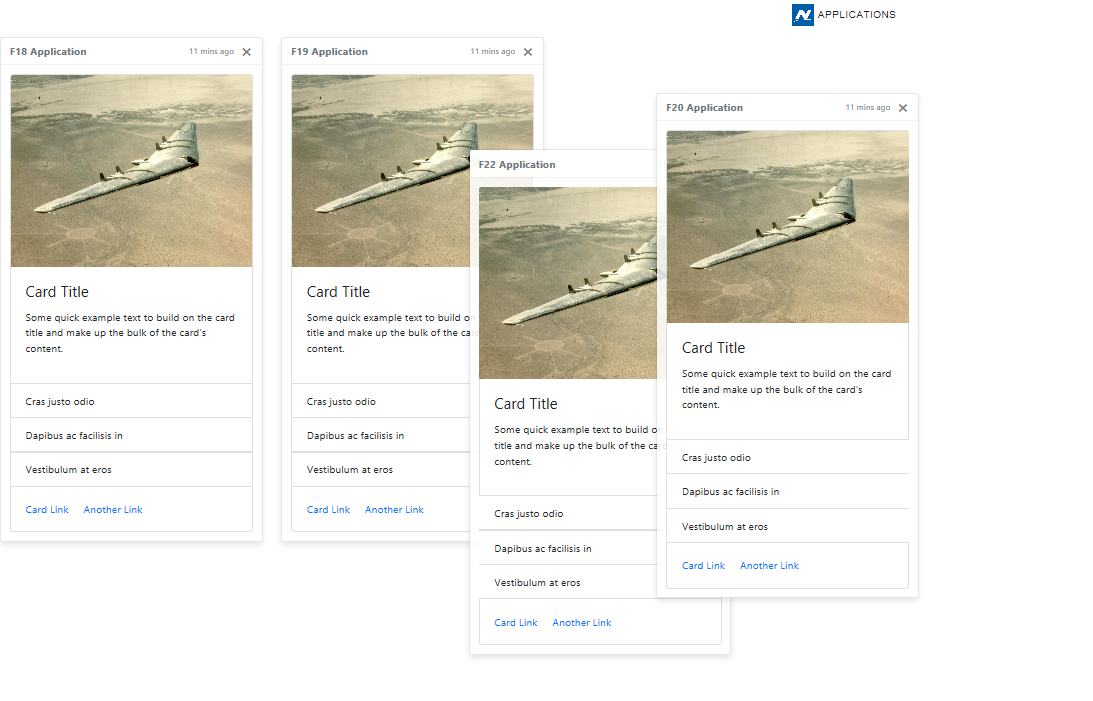 APPLICATIONS
F18 Application 11 mins ago
Card Title
Some quick example text to build on the card
title and make up the bulk of the card's
content.
Cras justo odio
Dapibus ac facilisis in
Vestibulum at eros
Card Link Another Link
F19 Application 11 mins ago
Card Title
Some quick example text to build o
title and make up the bulk of the ca
content.
Cras justo odio
Dapibus ac facilisis in
Vestibulum at eros
Card Link Another Link
F22 Application
Card Title
Some quick example text to build o
title and make up the bulk of the ca
content.
Cras justo odio
Dapibus ac facilisis in
Vestibulum at eros
Card Link Another Link
F20 Application 11 mins ago
Card Title
Some quick example text to build on the card
title and make up the bulk of the card's
content.
Cras justo odio
Dapibus ac facilisis in
Vestibulum at eros
Card Link Another Link